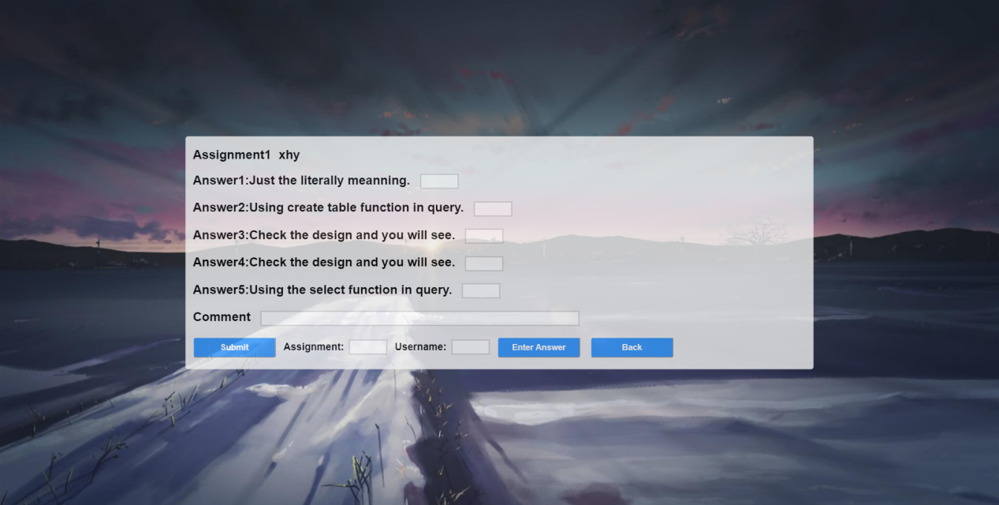 Assignment1 xhy
Answer1:Just the literally meanning.
Answer2:Using create table function in query.
Answer3:Check the design and you will see.
Answer4:Check the design and you will see.
Answer5:Using the select function in query.
Comment
Submit Assignment: Username: Enter Answer Back